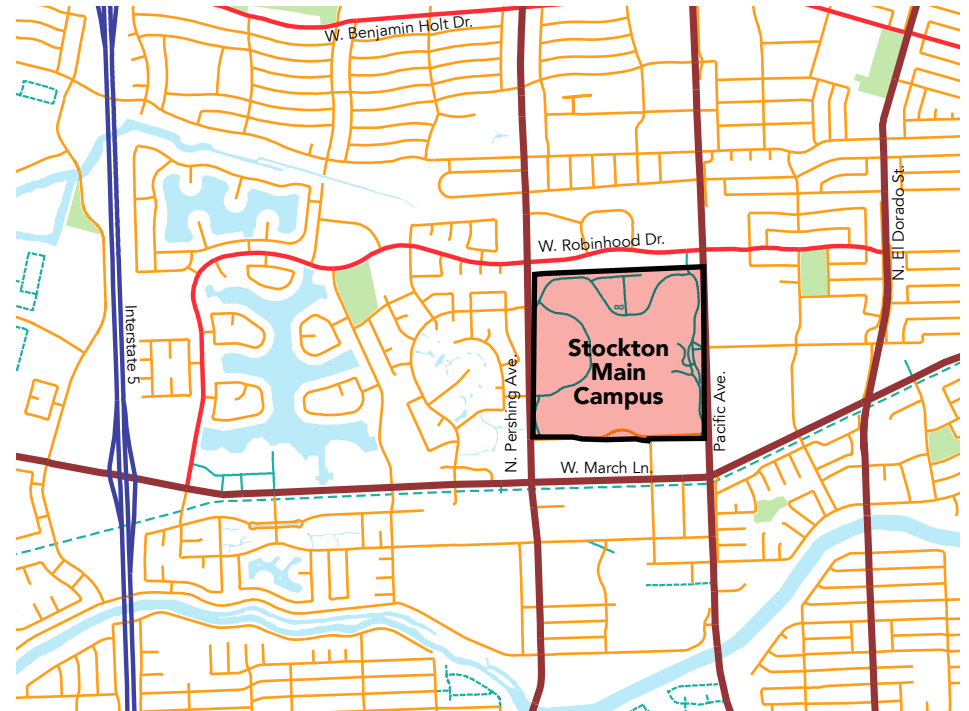 W. Benjamin Holt Dr.
N. El Dorado St.
W. Robinhood Dr.
Interstate 5
Stockton
Main
Campus
N. Pershing Ave.
Pacific Ave.
W. March Ln.